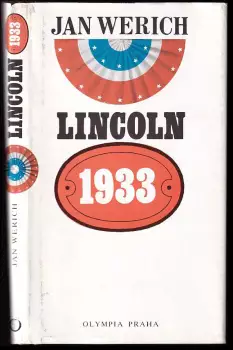 JAN WERICH
LINCOLN
1933
OLYMPIA PRAHA
1933
LINCOLN
JAN WERICH